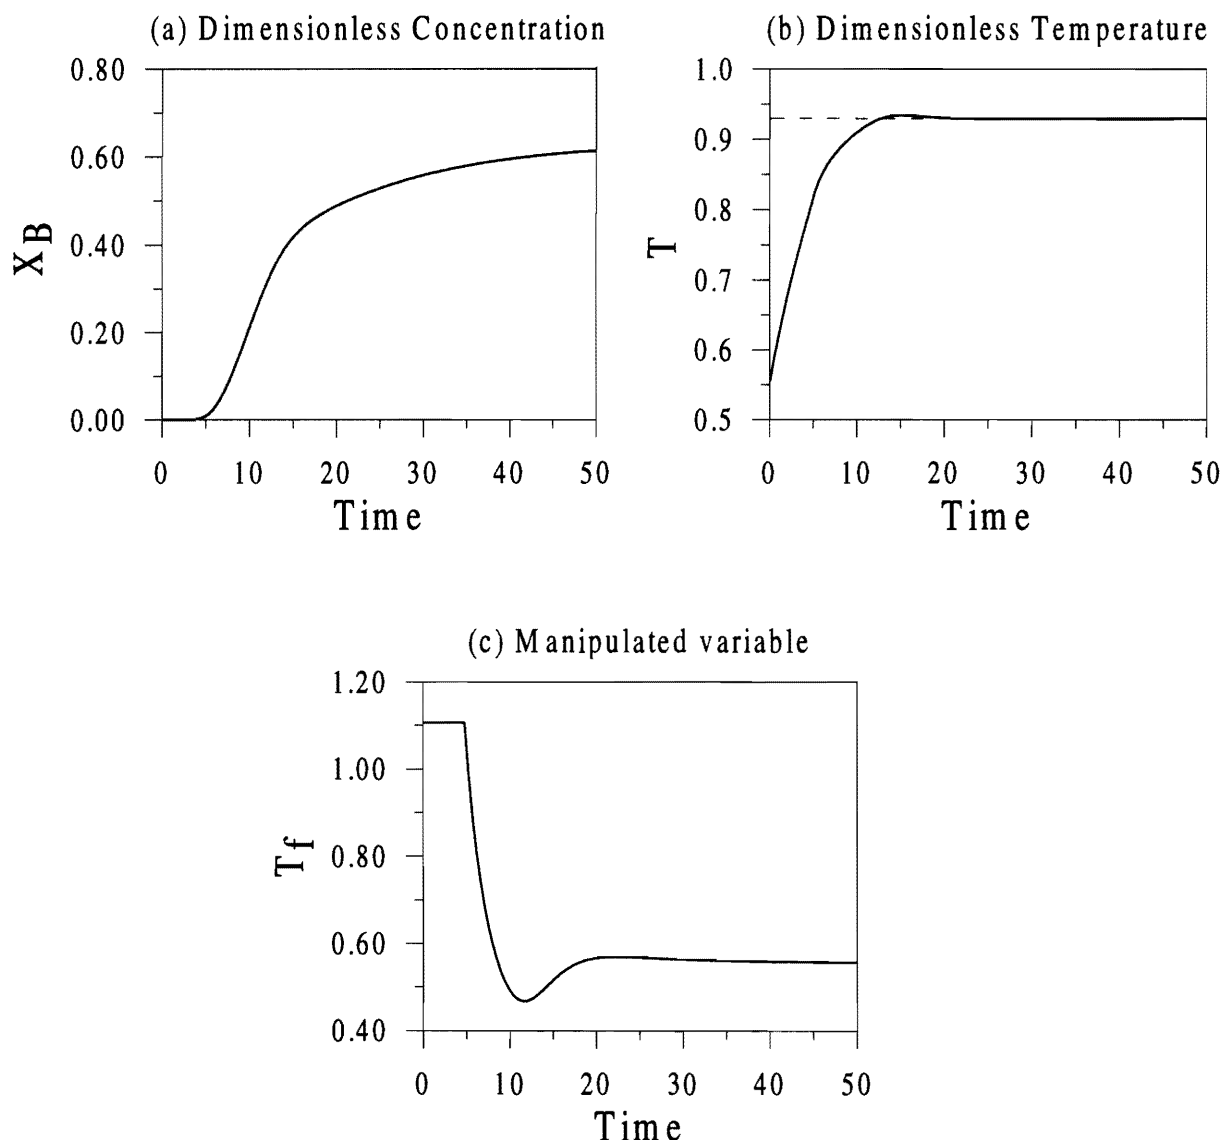 (a) Dimensionless Concentration
0.80
0.60
0.40
0.20
0.00
X_B
0 10 20 30 40 50
Time
(b) Dimensionless Temperature
1.0
0.9
0.8
0.7
0.6
0.5
T
0 10 20 30 40 50
Time
(c) Manipulated variable
1.20
1.00
0.80
0.60
0.40
T_f
0 10 20 30 40 50
Time